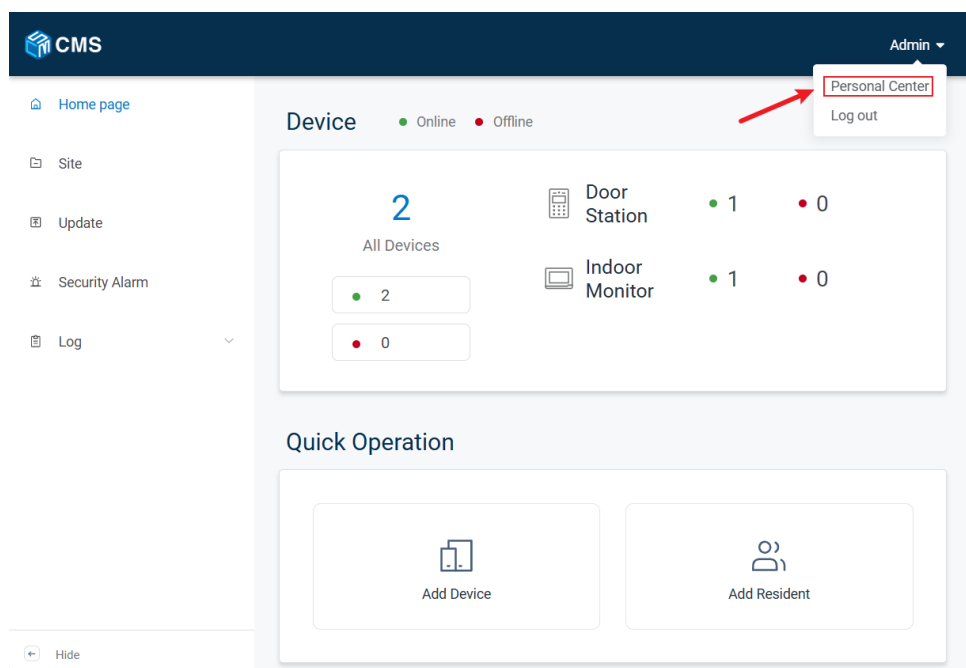 CMS
Admin
Personal Center
Log out
Home page
Site
Update
Security Alarm
Log
Hide
Device
Online
Offline
2
All Devices
2
0
Door
Station
1
0
Indoor
Monitor
1
0
Quick Operation
Add Device
Add Resident